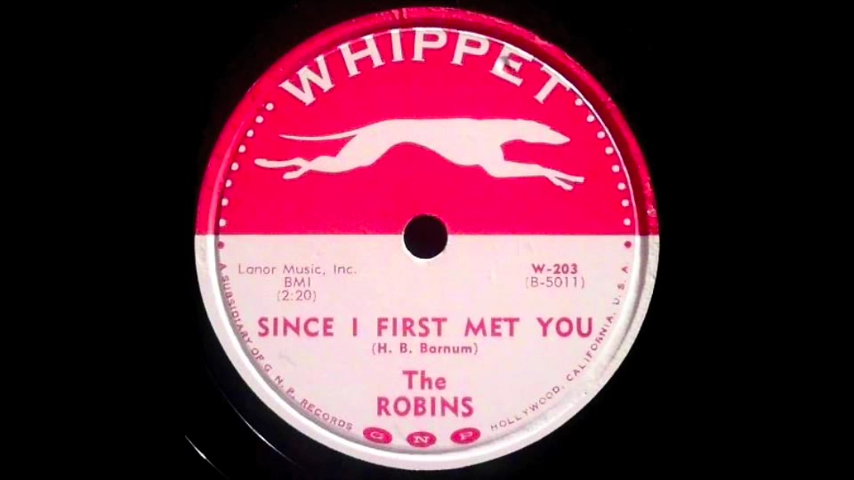 WHIPPET
Lanor Music, Inc.
BMI
(2:20)
W-203
(B-5011)
SINCE I FIRST MET YOU
(H. B. Barnum)
The
ROBINS
A SUBSIDIARY OF G. N. P. RECORDS
GNP
HOLLYWOOD, CALIFORNIA, U. S. A.